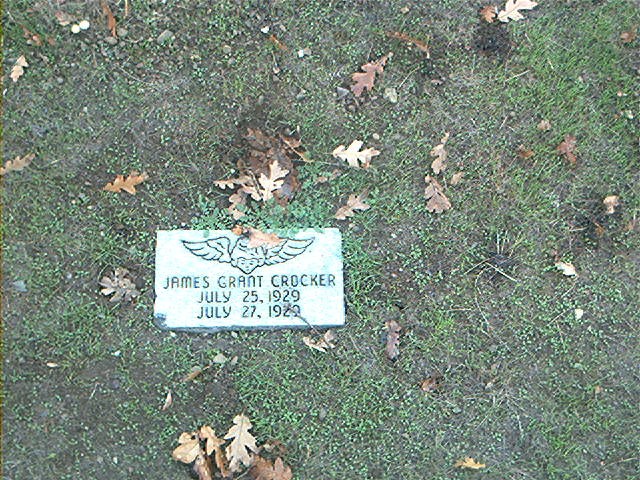 JAMES GRANT CROCKER
JULY 25, 1929
JULY 27, 1929